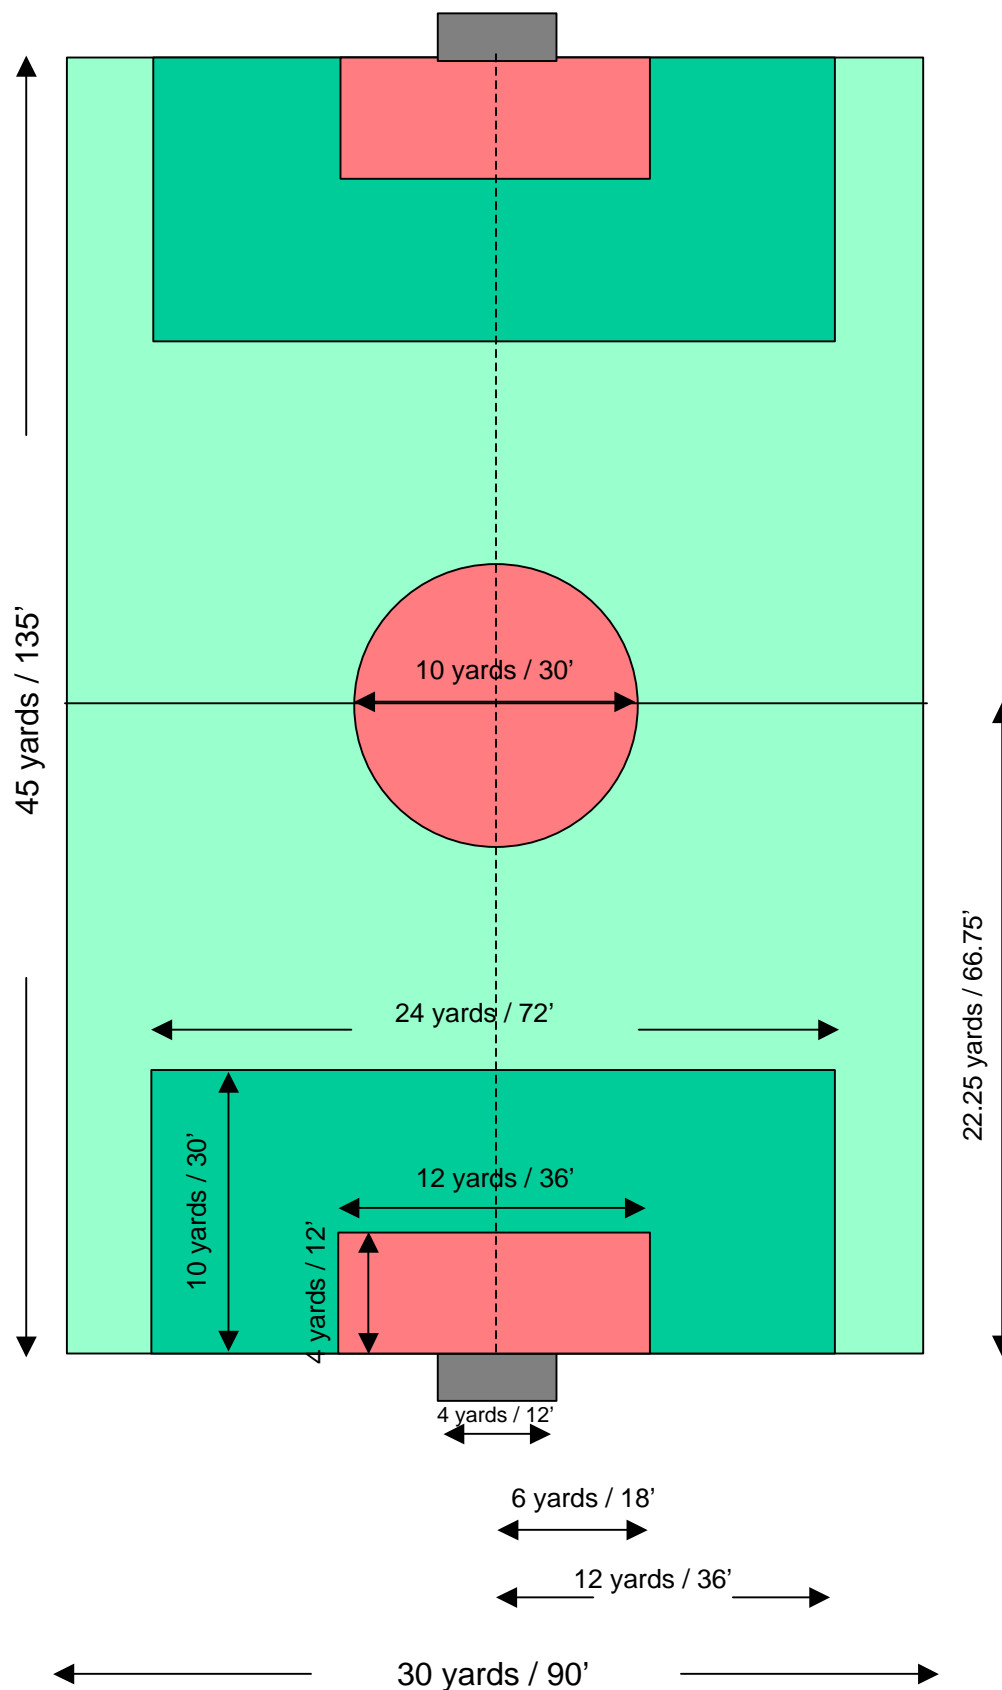 10 yards / 30’
45 yards / 135’
22.25 yards / 66.75’
24 yards / 72’
10 yards / 30’
12 yards / 36’
4 yards / 12’
4 yards / 12’
6 yards / 18’
12 yards / 36’
30 yards / 90’